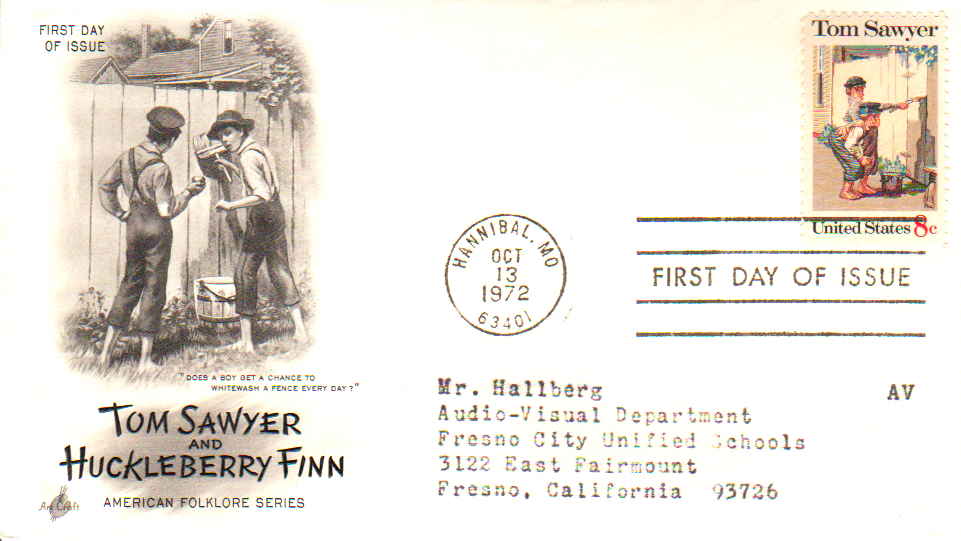 FIRST DAY
OF ISSUE
"DOES A BOY GET A CHANCE TO
WHITEWASH A FENCE EVERY DAY?"
TOM SAWYER
AND
HUCKLEBERRY FINN
Art Craft
AMERICAN FOLKLORE SERIES
Tom Sawyer
United States 8c
HANNIBAL, MO
OCT
13
1972
63401
FIRST DAY OF ISSUE
Mr. Hallberg AV
Audio-Visual Department
Fresno City Unified Schools
3122 East Fairmount
Fresno, California 93726